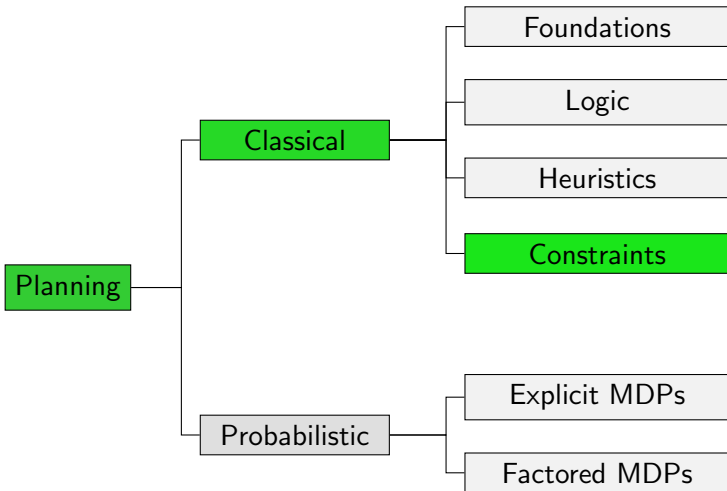 Foundations
Logic
Classical
Heuristics
Constraints
Planning
Explicit MDPs
Probabilistic
Factored MDPs